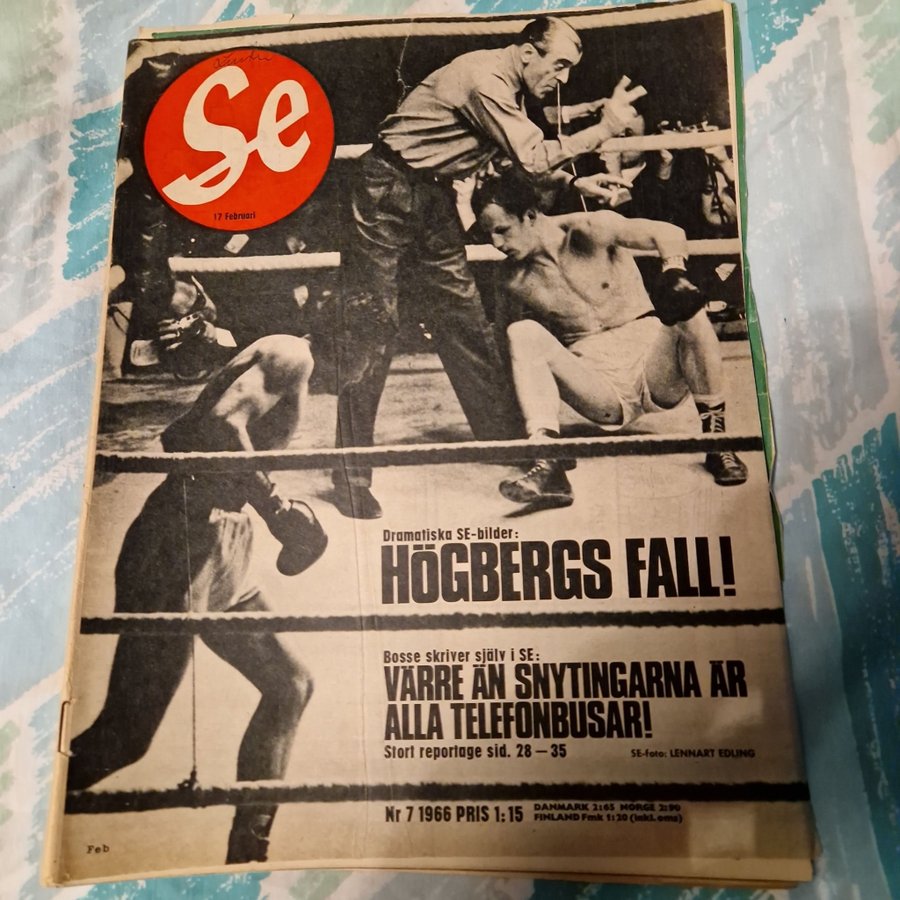 Se
17 Februari
Dramatiska SE-bilder:
HÖGBERGS FALL!
Bosse skriver själv i SE:
VÄRRE ÄN SNYTINGARNA ÄR
ALLA TELEFONBUSAR!
Stort reportage sid. 28 — 35
SE-foto: LENNART EDLING
Nr 7 1966 PRIS 1:15
DANMARK 2:65 NORGE 2:90
FINLAND Fmk 1:20 (inkl. oms)
Feb